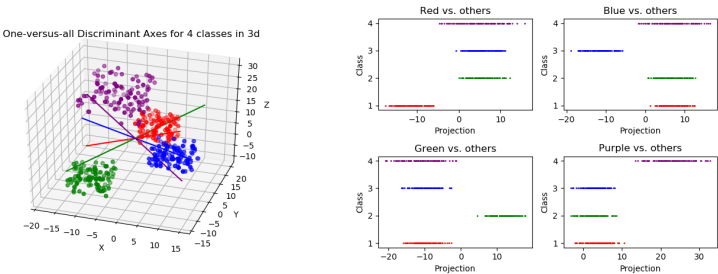 One-versus-all Discriminant Axes for 4 classes in 3d
30
25
20
15
10
5
0
−5
−10
Z
20
15
10
5
0
−5
−10
−15
Y
−20 −15 −10 −5 0 5 10 15
X
Red vs. others
4
3
2
1
Class
−10 0 10
Projection
Blue vs. others
4
3
2
1
Class
−20 −10 0 10
Projection
Green vs. others
4
3
2
1
Class
−20 −10 0 10
Projection
Purple vs. others
4
3
2
1
Class
0 10 20 30
Projection